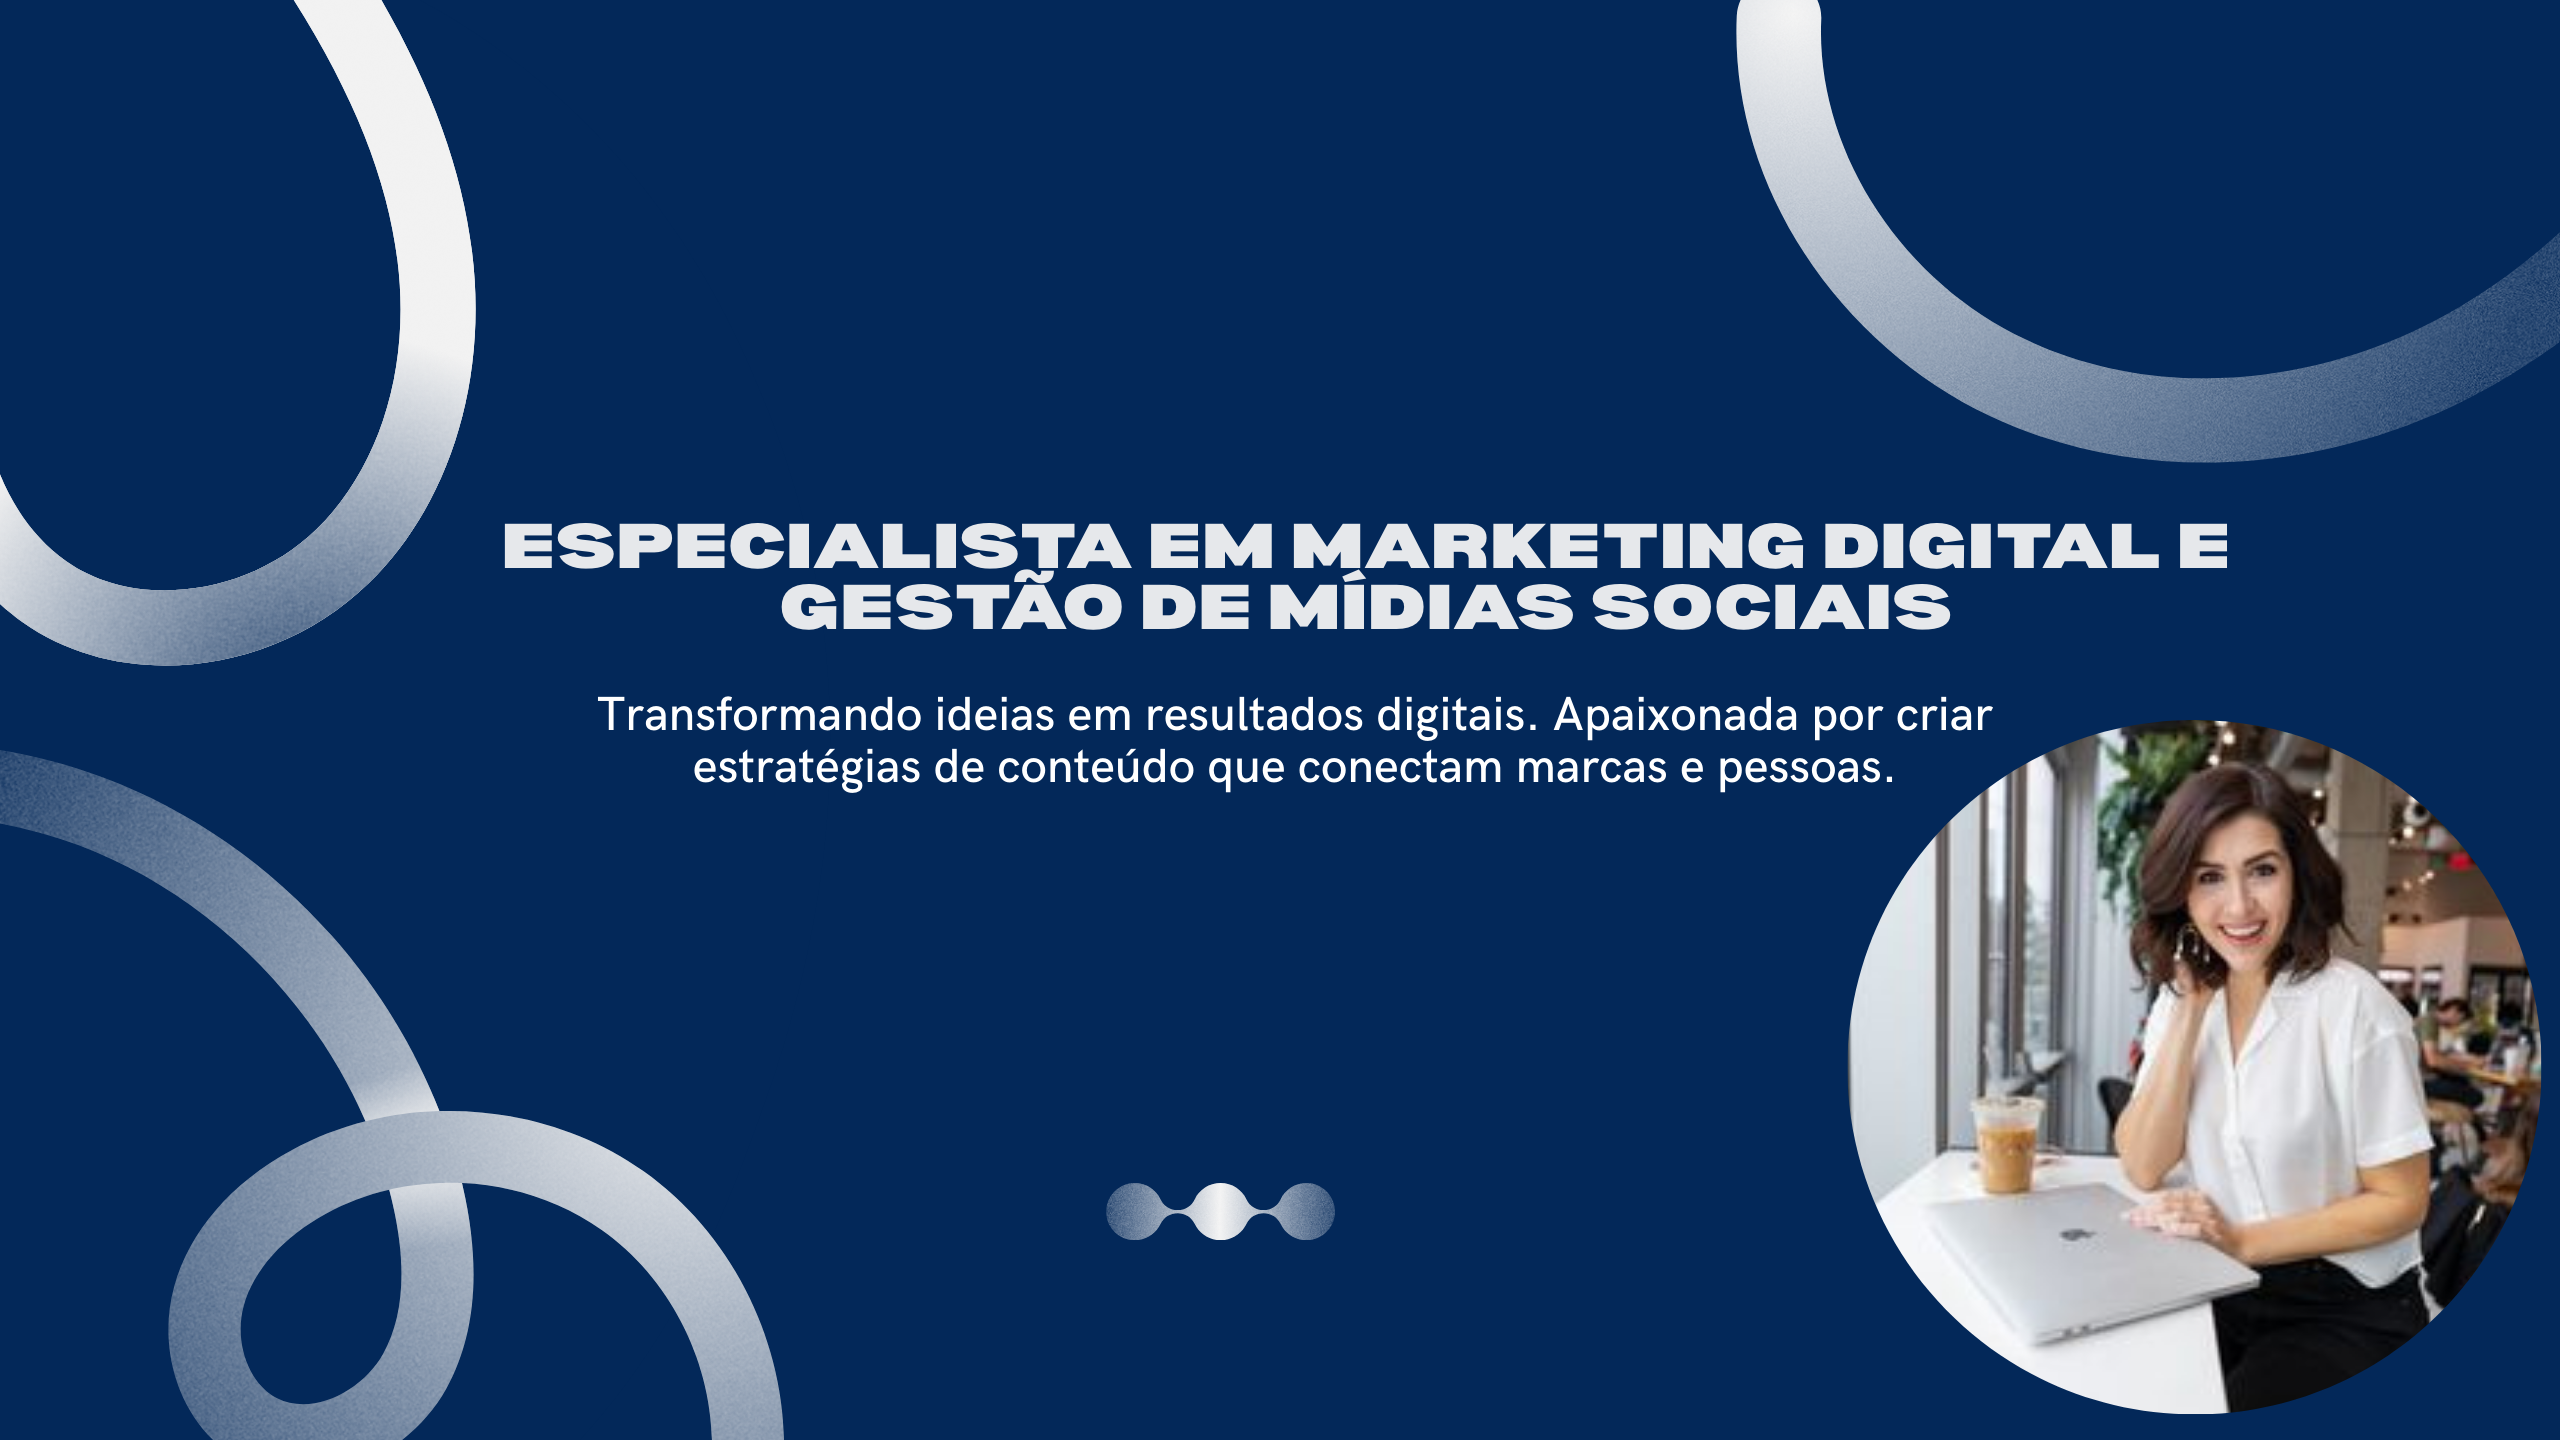 ESPECIALISTA EM MARKETING DIGITAL E
GESTÃO DE MÍDIAS SOCIAIS
Transformando ideias em resultados digitais. Apaixonada por criar
estratégias de conteúdo que conectam marcas e pessoas.